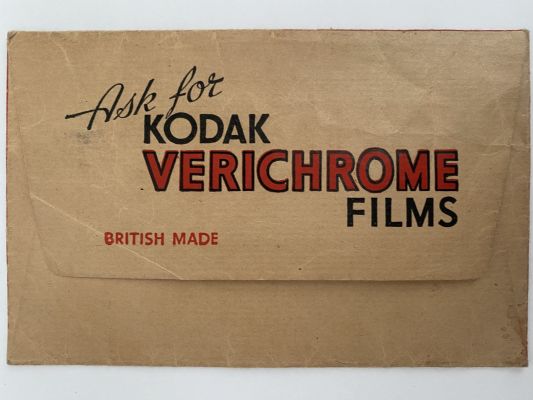 Ask for
KODAK
VERICHROME
FILMS
BRITISH MADE